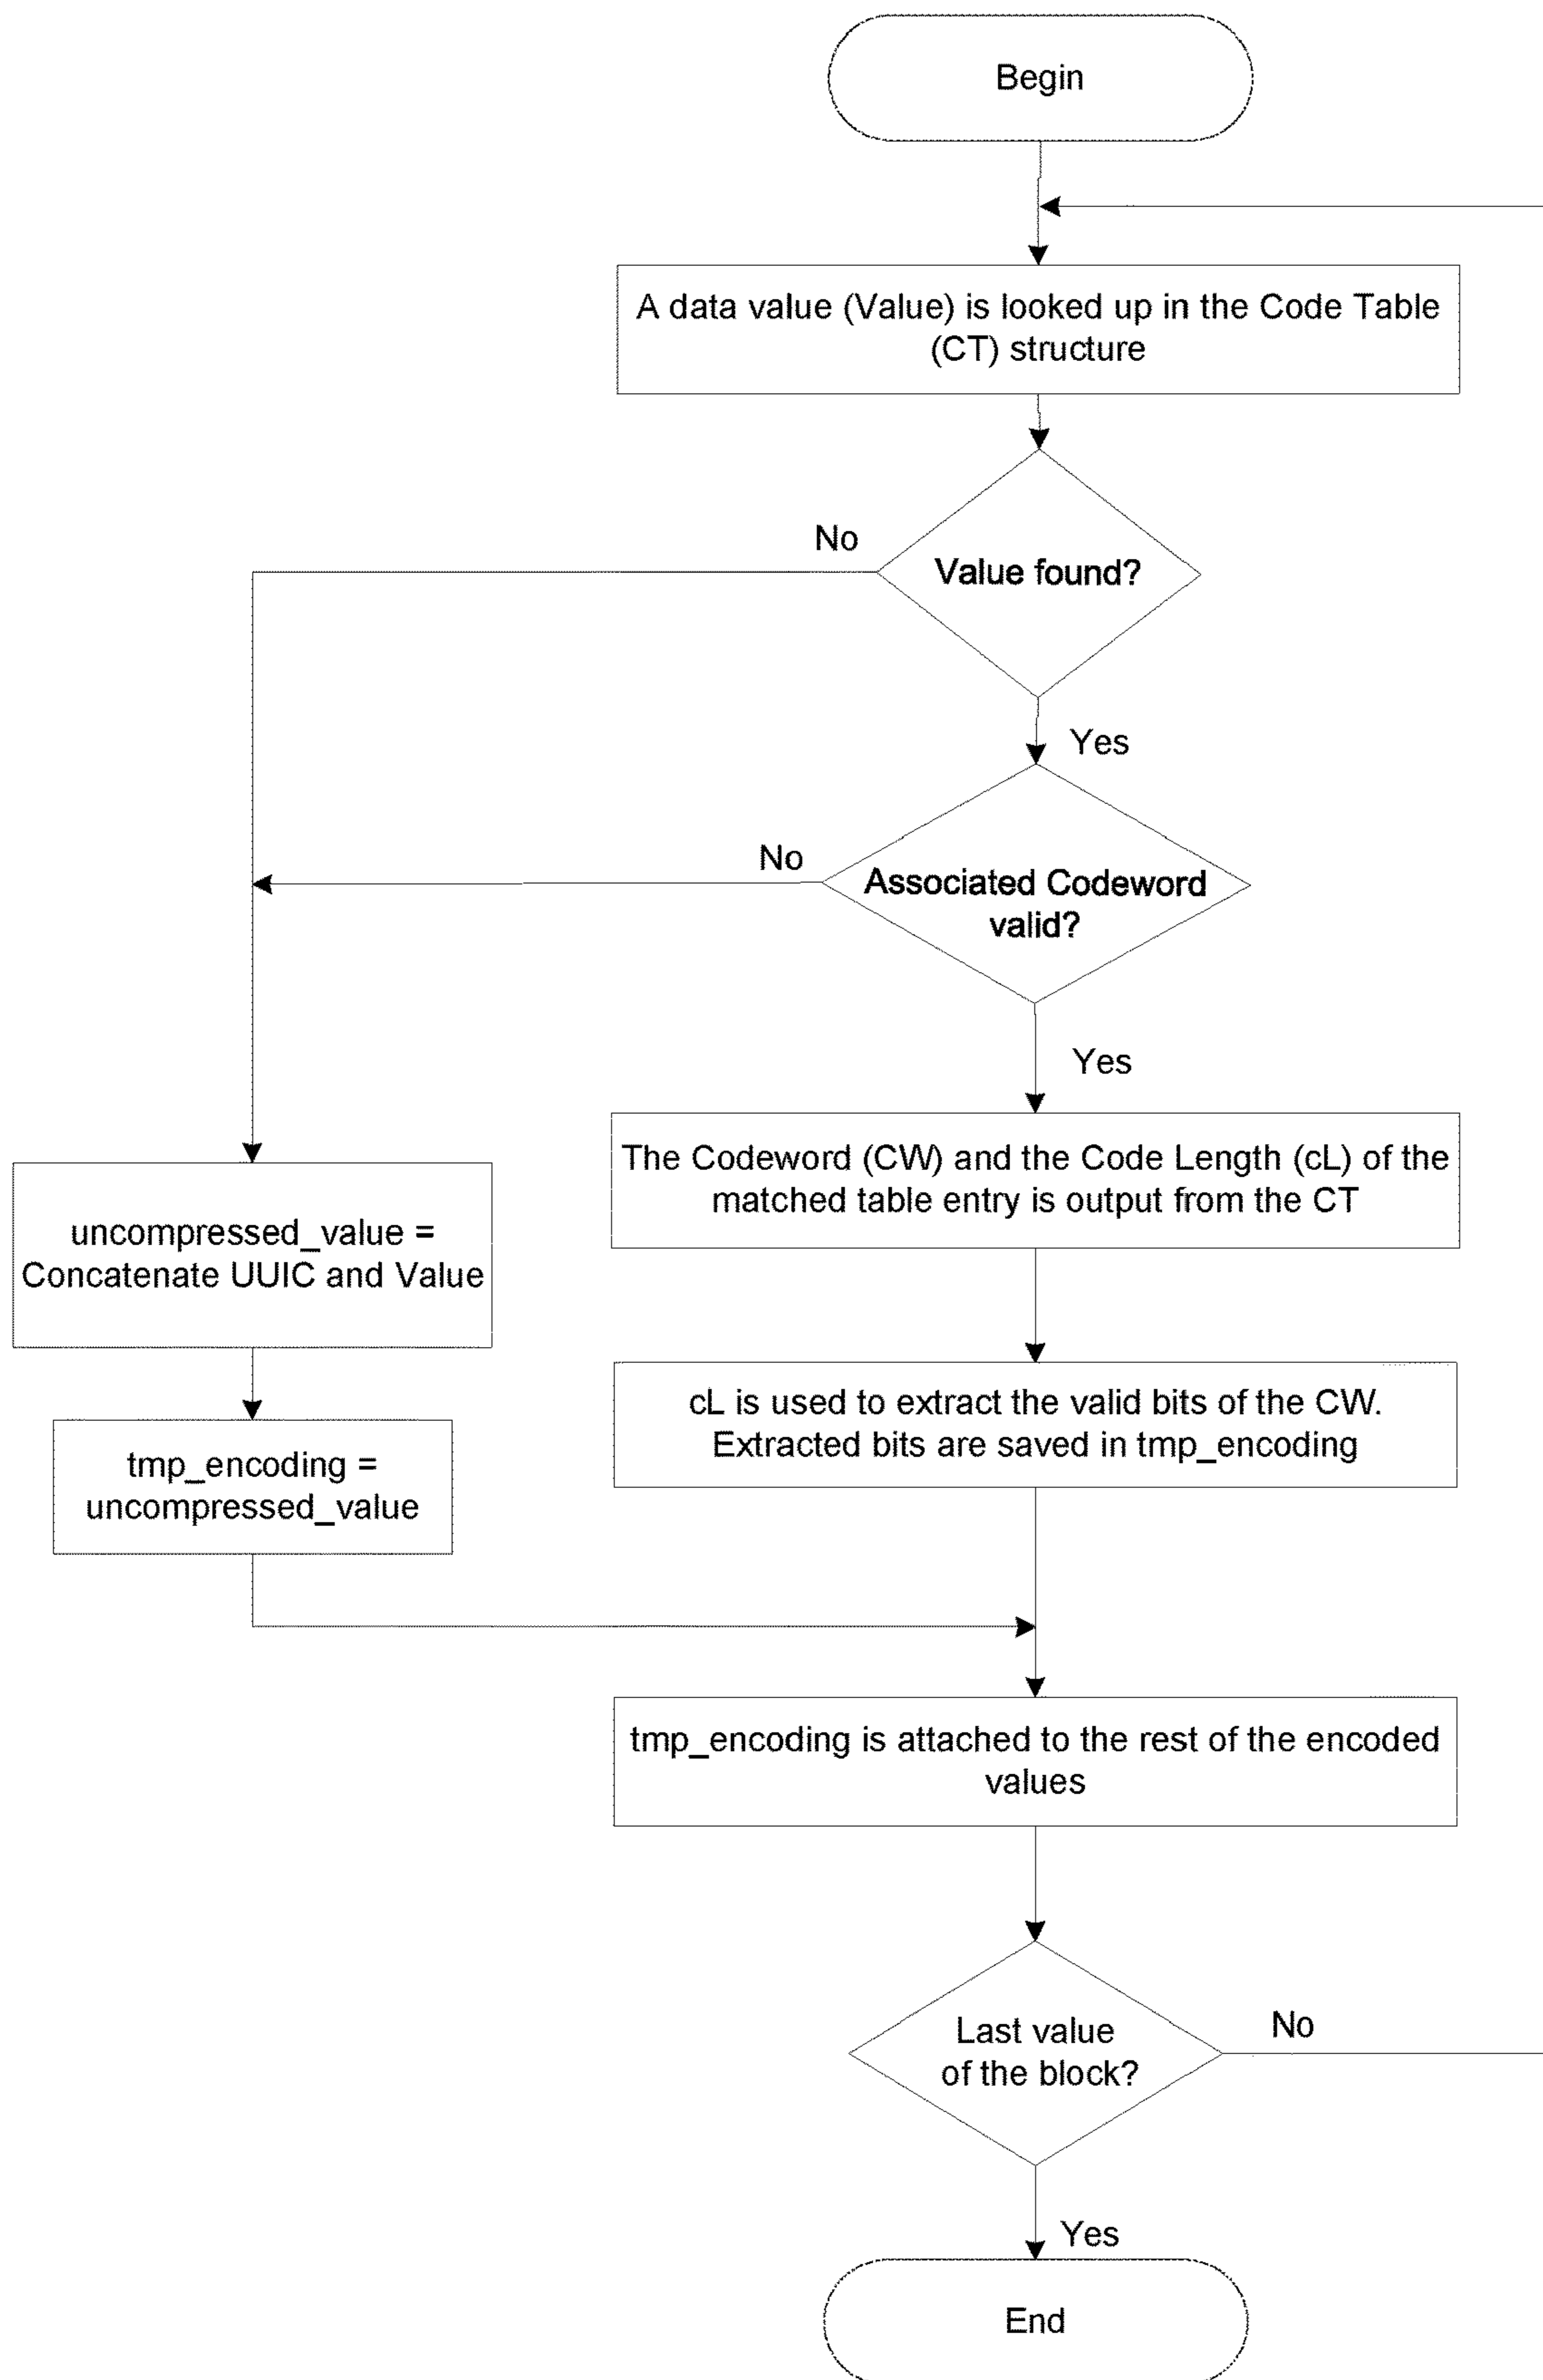 Begin
A data value (Value) is looked up in the Code Table
(CT) structure
No
Value found?
Yes
No
Associated Codeword
valid?
Yes
The Codeword (CW) and the Code Length (cL) of the
matched table entry is output from the CT
uncompressed_value =
Concatenate UUIC and Value
cL is used to extract the valid bits of the CW.
Extracted bits are saved in tmp_encoding
tmp_encoding =
uncompressed_value
tmp_encoding is attached to the rest of the encoded
values
Last value
of the block?
No
Yes
End